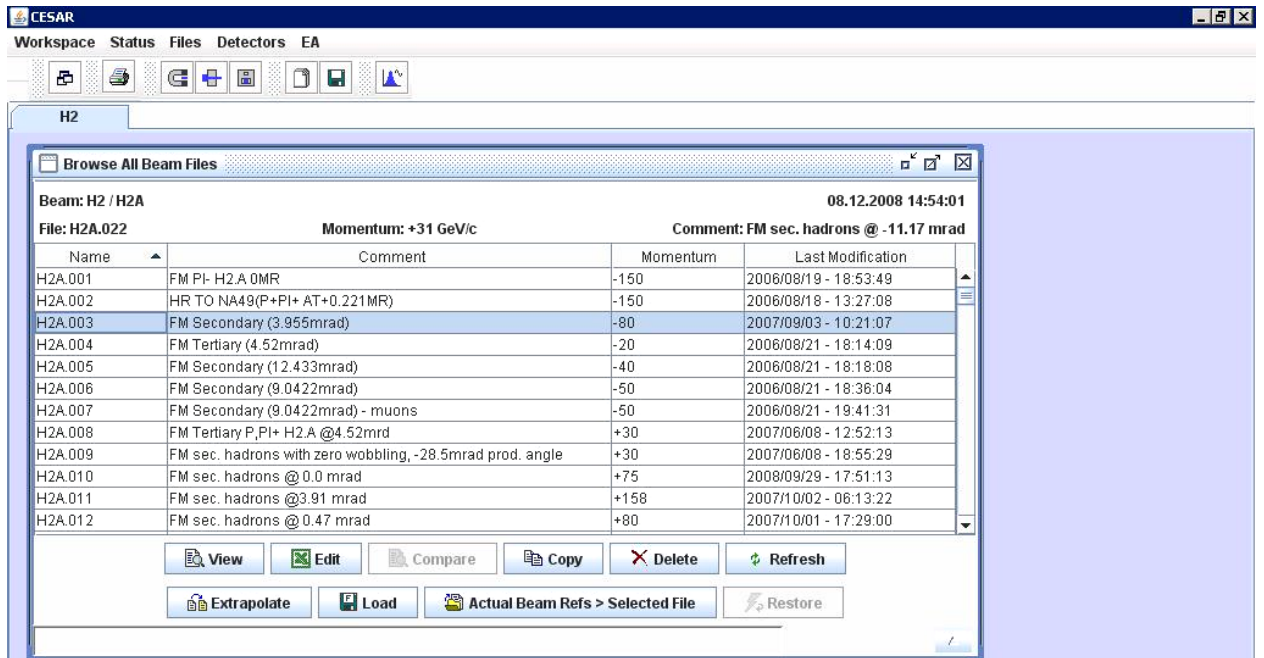 CESAR
Workspace Status Files Detectors EA
H2
Browse All Beam Files
Beam: H2 / H2A 08.12.2008 14:54:01
File: H2A.022 Momentum: +31 GeV/c Comment: FM sec. hadrons @ -11.17 mrad
Name Comment Momentum Last Modification
H2A.001 FM PI- H2.A 0MR -150 2006/08/19 - 18:53:49
H2A.002 HR TO NA49(P+PI+ AT+0.221MR) -150 2006/08/18 - 13:27:08
H2A.003 FM Secondary (3.955mrad) -80 2007/09/03 - 10:21:07
H2A.004 FM Tertiary (4.52mrad) -20 2006/08/21 - 18:14:09
H2A.005 FM Secondary (12.433mrad) -40 2006/08/21 - 18:18:08
H2A.006 FM Secondary (9.0422mrad) -50 2006/08/21 - 18:36:04
H2A.007 FM Secondary (9.0422mrad) - muons -50 2006/08/21 - 19:41:31
H2A.008 FM Tertiary P,PI+ H2.A @4.52mrd +30 2007/06/08 - 12:52:13
H2A.009 FM sec. hadrons with zero wobbling, -28.5mrad prod. angle +30 2007/06/08 - 18:55:29
H2A.010 FM sec. hadrons @ 0.0 mrad +75 2008/09/29 - 17:51:13
H2A.011 FM sec. hadrons @3.91 mrad +158 2007/10/02 - 06:13:22
H2A.012 FM sec. hadrons @ 0.47 mrad +80 2007/10/01 - 17:29:00
View Edit Compare Copy Delete Refresh
Extrapolate Load Actual Beam Refs > Selected File Restore